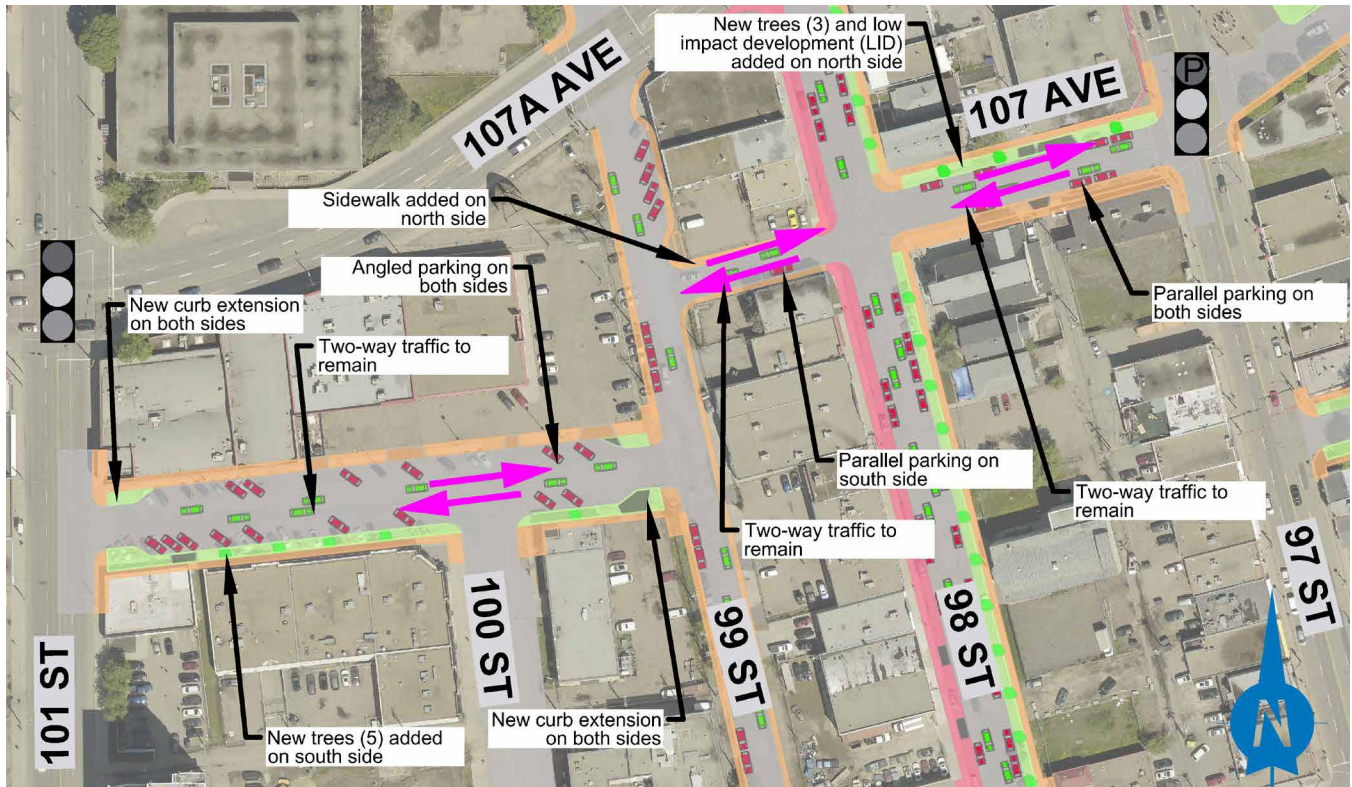 New trees (3) and low
impact development (LID)
added on north side
P
107A AVE
107 AVE
Sidewalk added on
north side
Angled parking on
both sides
New curb extension
on both sides
Two-way traffic to
remain
Parallel parking on
both sides
Parallel parking on
south side
Two-way traffic to
remain
Two-way traffic to
remain
97 ST
98 ST
99 ST
100 ST
101 ST
New curb extension
on both sides
New trees (5) added
on south side
N